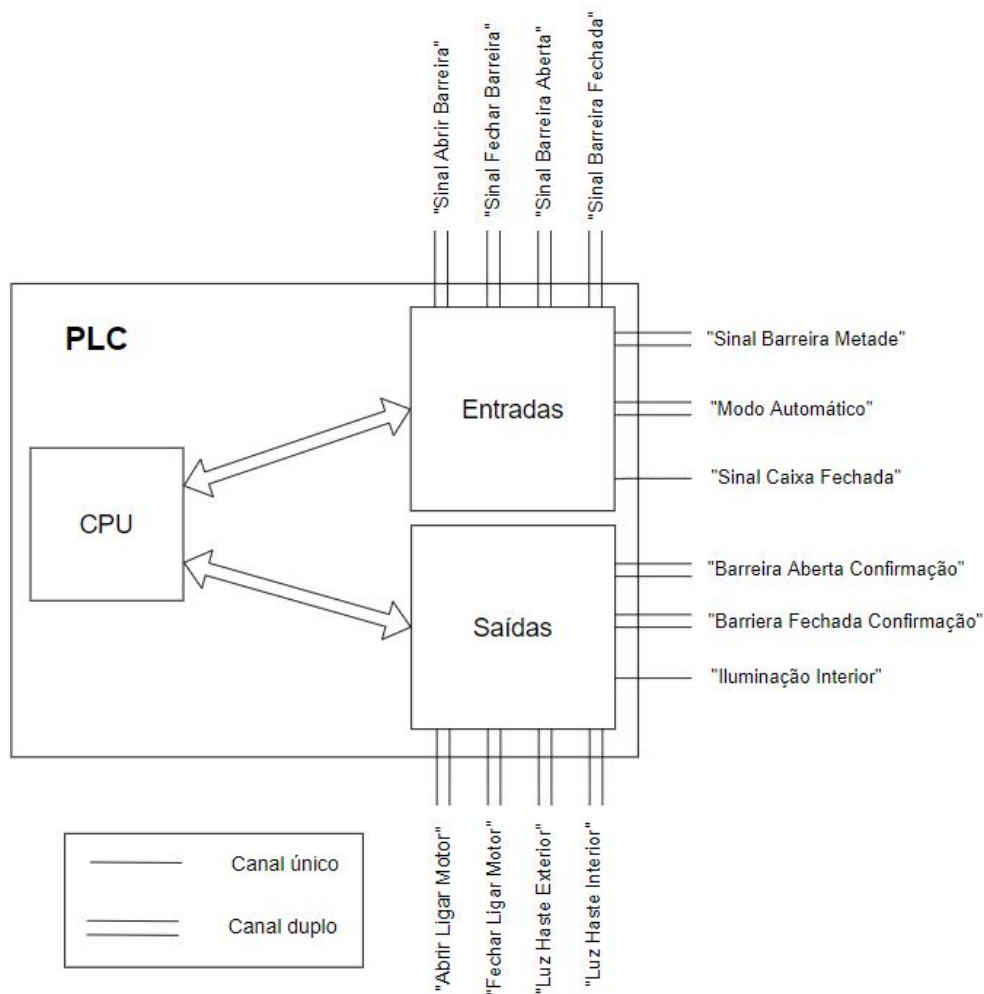 "Sinal Abrir Barreira"
"Sinal Fechar Barreira"
"Sinal Barreira Aberta"
"Sinal Barreira Fechada"
PLC
"Sinal Barreira Metade"
Entradas
"Modo Automático"
"Sinal Caixa Fechada"
CPU
"Barreira Aberta Confirmação"
Saídas
"Barriera Fechada Confirmação"
"Iluminação Interior"
"Abrir Ligar Motor"
"Fechar Ligar Motor"
"Luz Haste Exterior"
"Luz Haste Interior"
Canal único
Canal duplo